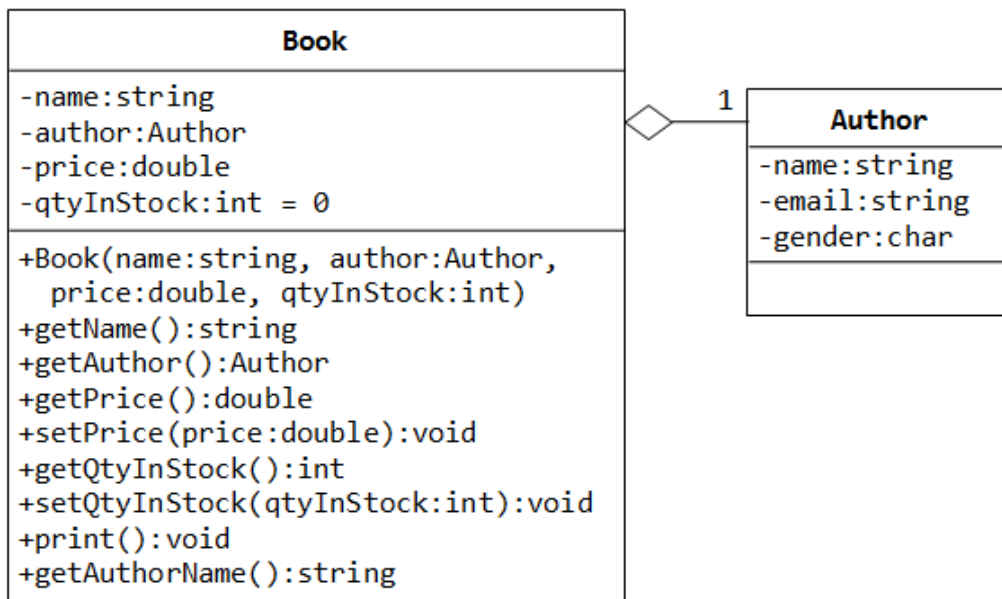 Book
-name:string
-author:Author
-price:double
-qtyInStock:int = 0
+Book(name:string, author:Author,
price:double, qtyInStock:int)
+getName():string
+getAuthor():Author
+getPrice():double
+setPrice(price:double):void
+getQtyInStock():int
+setQtyInStock(qtyInStock:int):void
+print():void
+getAuthorName():string
1
Author
-name:string
-email:string
-gender:char